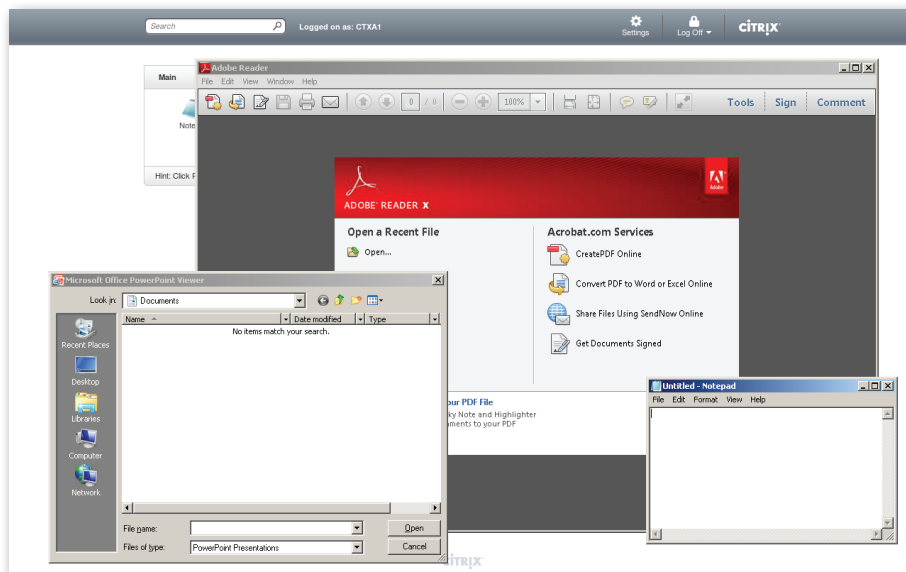 Search
Logged on as: CTXA1
Settings
Log Off
CİTRIX
Main
Note
Hint: Click
Adobe Reader
File Edit View Window Help
0 / 0
100%
Tools Sign Comment
Adobe
ADOBE® READER X
Open a Recent File
Open...
Acrobat.com Services
CreatePDF Online
Convert PDF to Word or Excel Online
Share Files Using SendNow Online
Get Documents Signed
our PDF File
ky Note and Highlighter
ments to your PDF
Microsoft Office PowerPoint Viewer
Look in: Documents
Name Date modified Type
No items match your search.
Recent Places
Desktop
Libraries
Computer
Network
File name:
Open
Files of type: PowerPoint Presentations
Cancel
Untitled - Notepad
File Edit Format View Help
CİTRIX